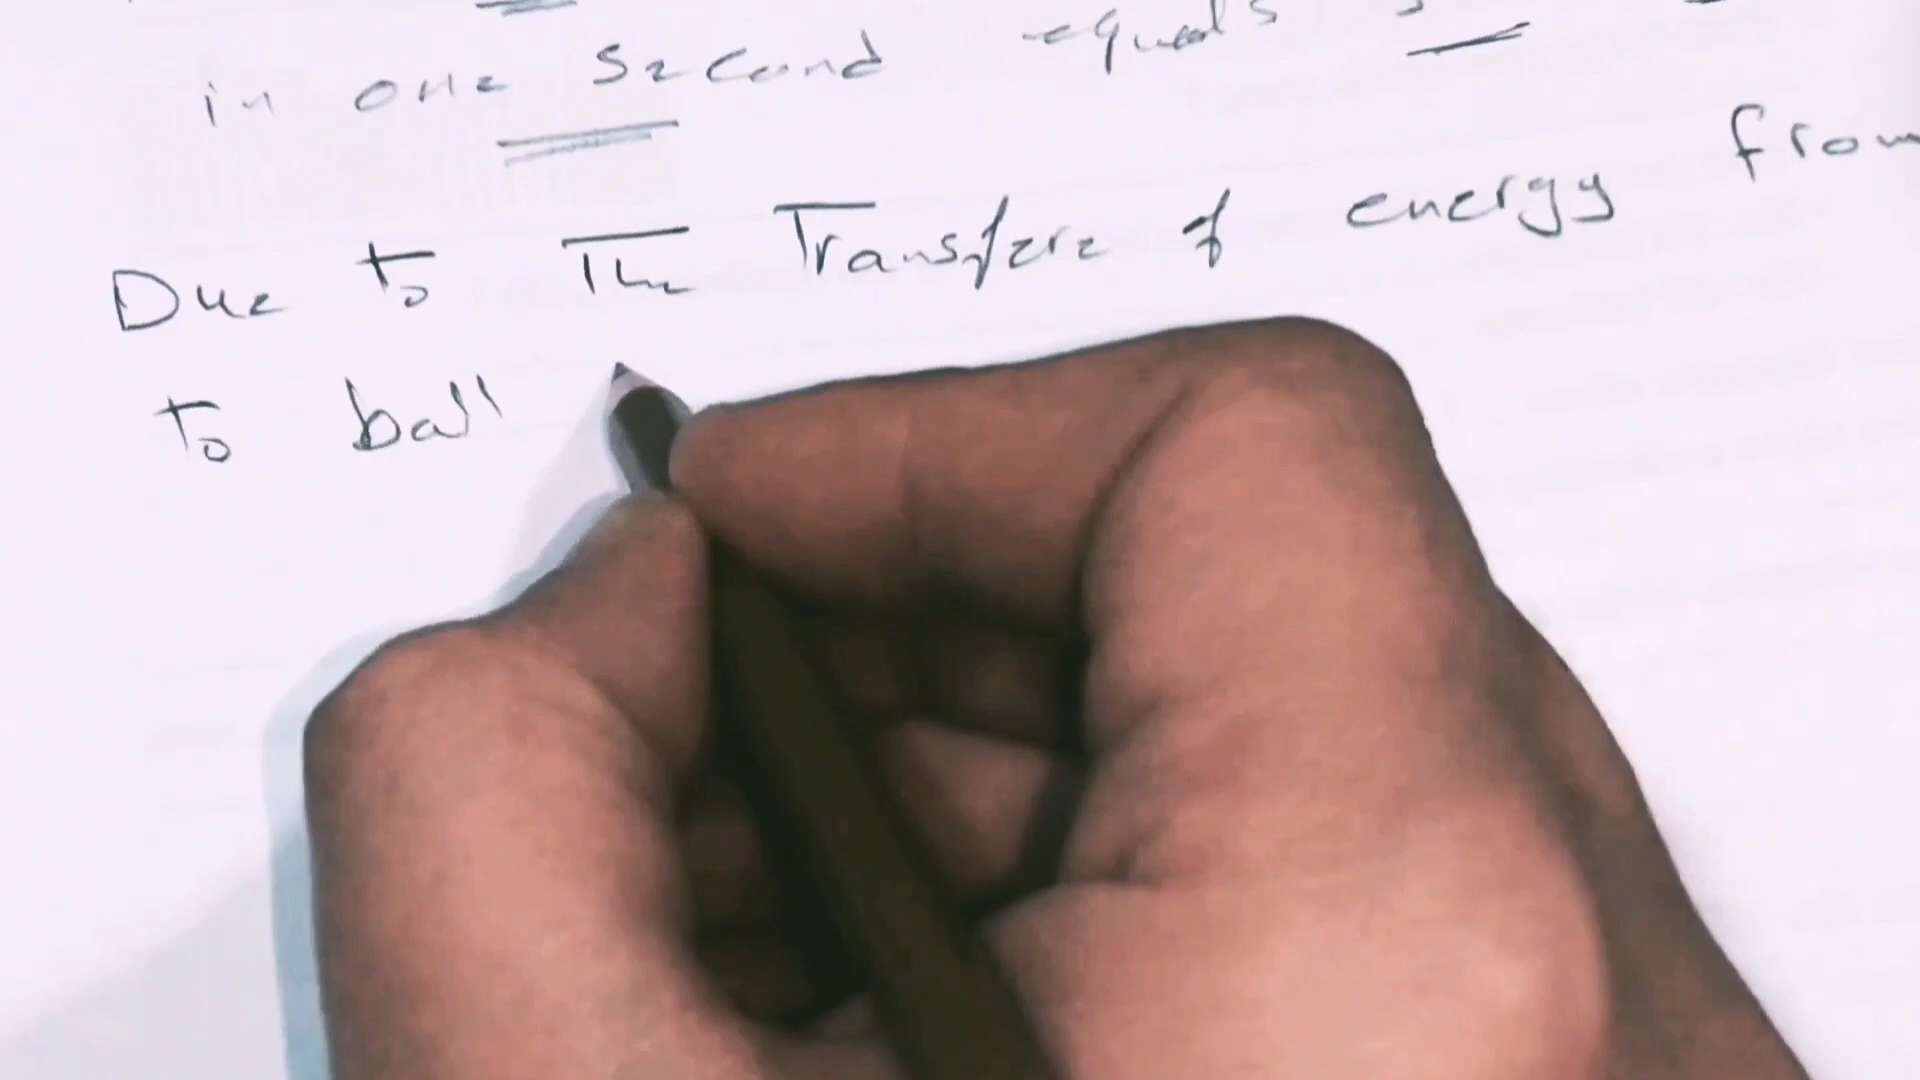 in one second equals
Due to The Transfere of energy from
to ball